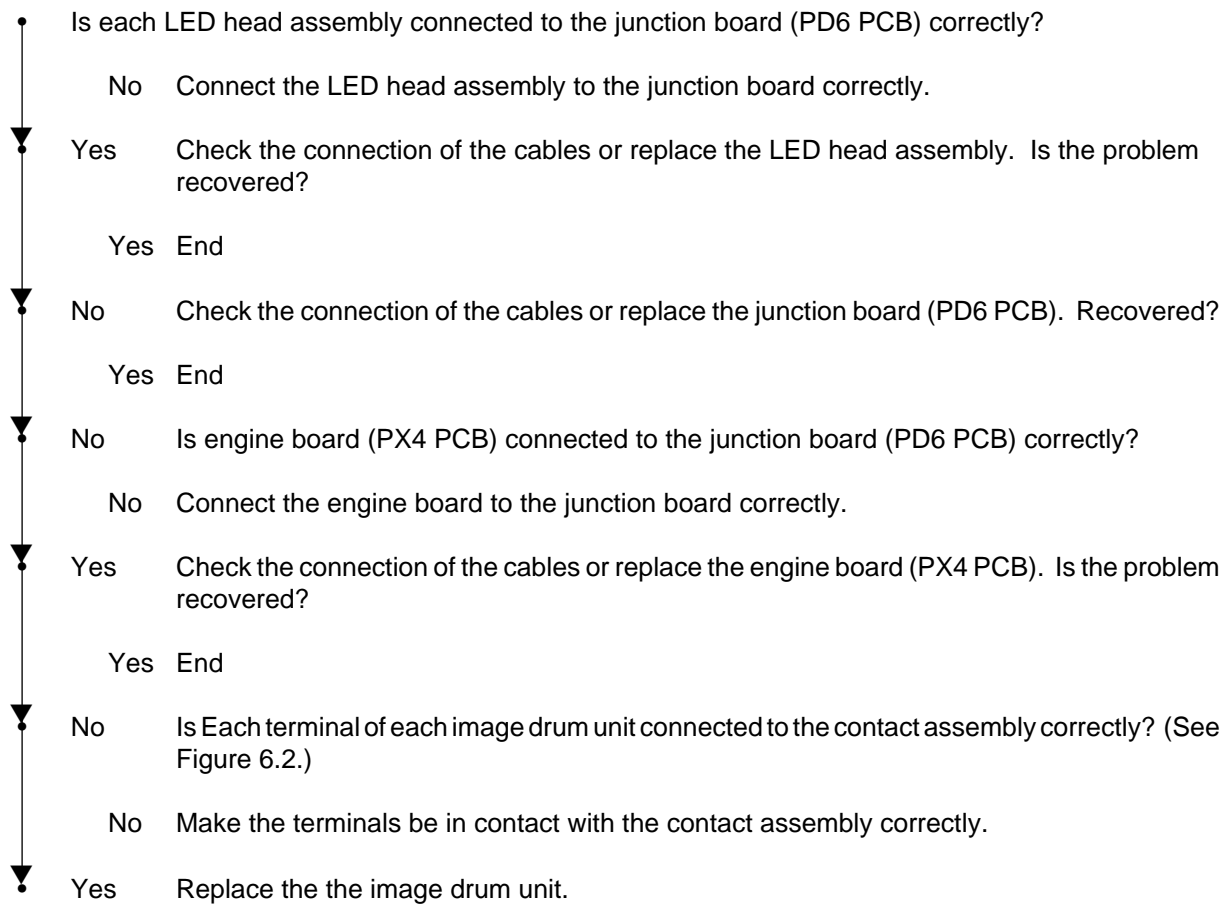 Is each LED head assembly connected to the junction board (PD6 PCB) correctly?
No Connect the LED head assembly to the junction board correctly.
Yes Check the connection of the cables or replace the LED head assembly. Is the problem
recovered?
Yes End
No Check the connection of the cables or replace the junction board (PD6 PCB). Recovered?
Yes End
No Is engine board (PX4 PCB) connected to the junction board (PD6 PCB) correctly?
No Connect the engine board to the junction board correctly.
Yes Check the connection of the cables or replace the engine board (PX4 PCB). Is the problem
recovered?
Yes End
No Is Each terminal of each image drum unit connected to the contact assembly correctly? (See
Figure 6.2.)
No Make the terminals be in contact with the contact assembly correctly.
Yes Replace the the image drum unit.